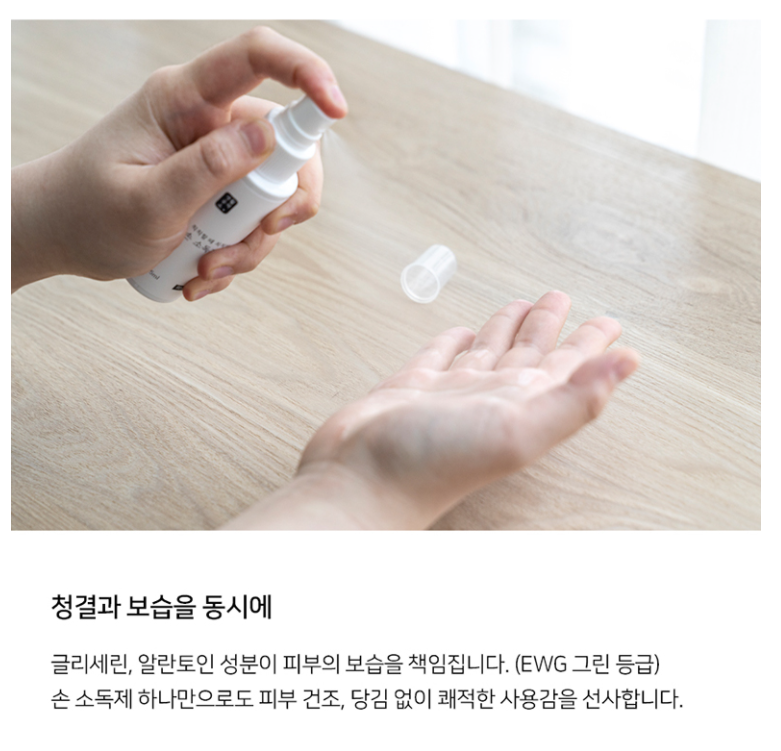 손 소독
청결과 보습을 동시에
글리세린, 알란토인 성분이 피부의 보습을 책임집니다. (EWG 그린 등급)
손 소독제 하나만으로도 피부 건조, 당김 없이 쾌적한 사용감을 선사합니다.